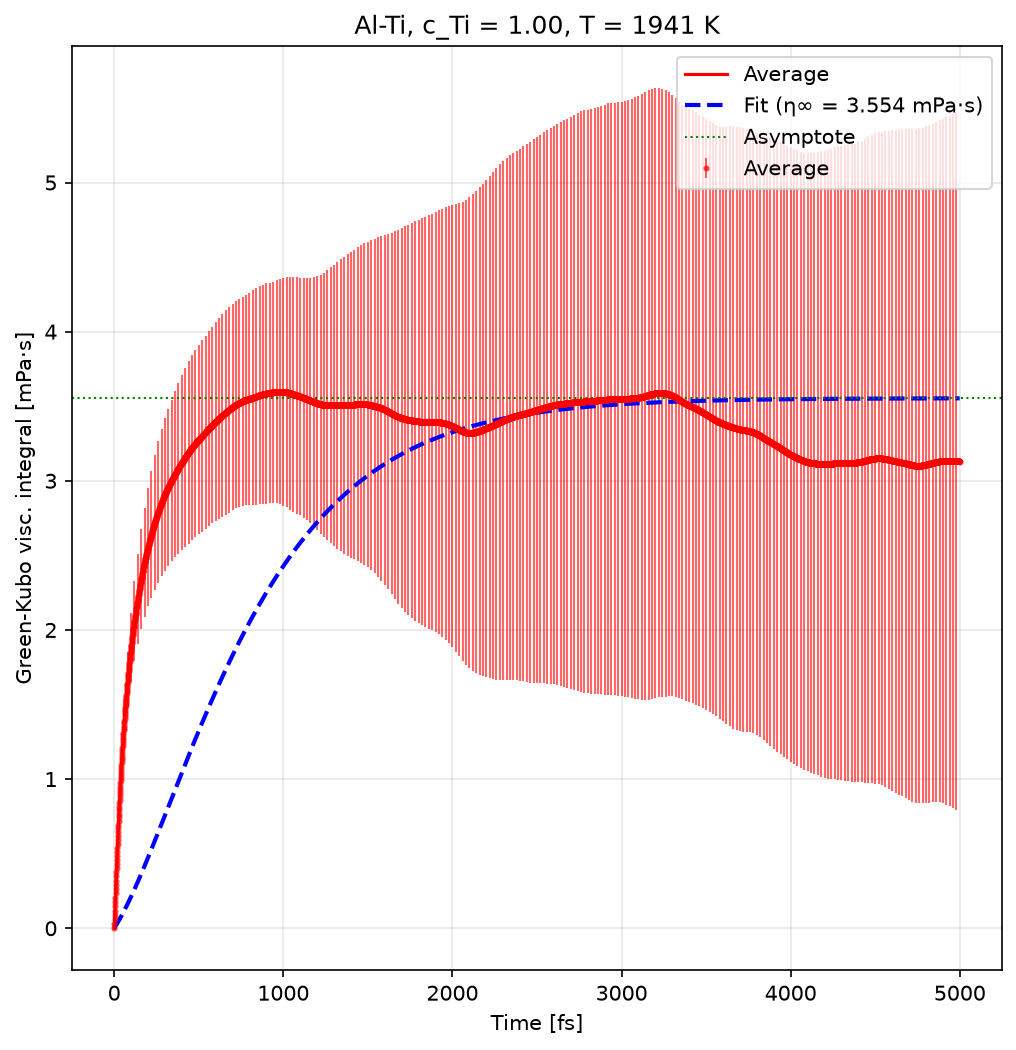 Al-Ti, c_Ti = 1.00, T = 1941 K
Average
Fit (η∞ = 3.554 mPa·s)
Asymptote
Average
Green-Kubo visc. integral [mPa·s]
5
4
3
2
1
0
0 1000 2000 3000 4000 5000
Time [fs]